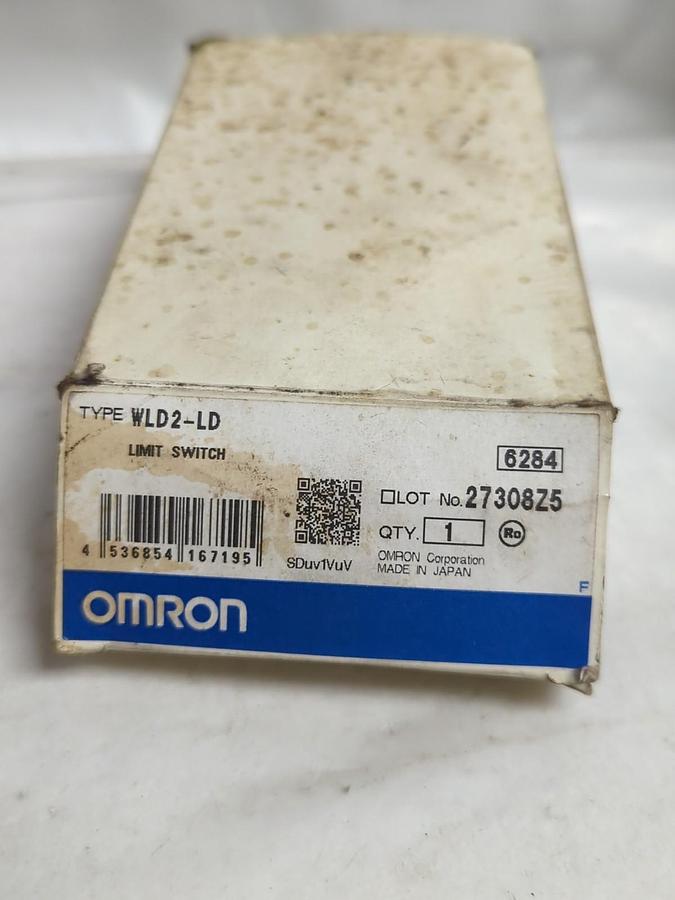 TYPE WLD2-LD
LIMIT SWITCH
6284
LOT No. 27308Z5
QTY. 1 Ro
4 536854 167195
SDuv1VuV
OMRON Corporation
MADE IN JAPAN
F
OMRON